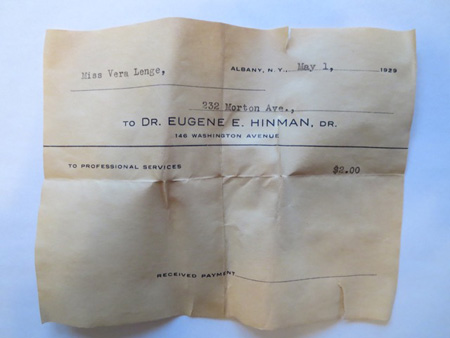 Miss Vera Lenge, ALBANY, N. Y., May 1, 1929
232 Morton Ave.,
TO DR. EUGENE E. HINMAN, DR.
146 WASHINGTON AVENUE
TO PROFESSIONAL SERVICES $2.00
RECEIVED PAYMENT